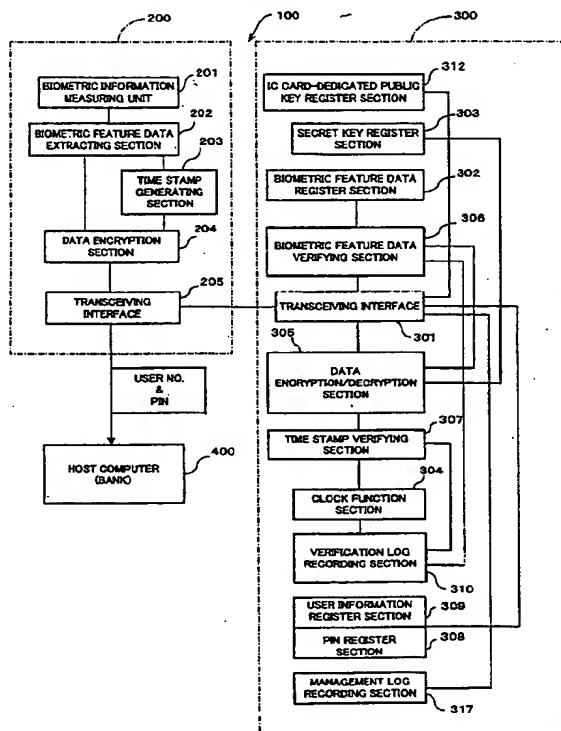 200
100
300
BIOMETRIC INFORMATION
MEASURING UNIT
201
BIOMETRIC FEATURE DATA
EXTRACTING SECTION
202
203
TIME STAMP
GENERATING
SECTION
DATA ENCRYPTION
SECTION
204
TRANSCEIVING
INTERFACE
205
USER NO.
&
PIN
HOST COMPUTER
(BANK)
400
312
IC CARD-DEDICATED PUBLIC
KEY REGISTER SECTION
303
SECRET KEY REGISTER
SECTION
BIOMETRIC FEATURE DATA
REGISTER SECTION
302
306
BIOMETRIC FEATURE DATA
VERIFYING SECTION
TRANSCEIVING INTERFACE
301
305
DATA
ENCRYPTION/DECRYPTION
SECTION
307
TIME STAMP VERIFYING
SECTION
304
CLOCK FUNCTION
SECTION
VERIFICATION LOG
RECORDING SECTION
310
USER INFORMATION
REGISTER SECTION
309
PIN REGISTER
SECTION
308
MANAGEMENT LOG
RECORDING SECTION
317